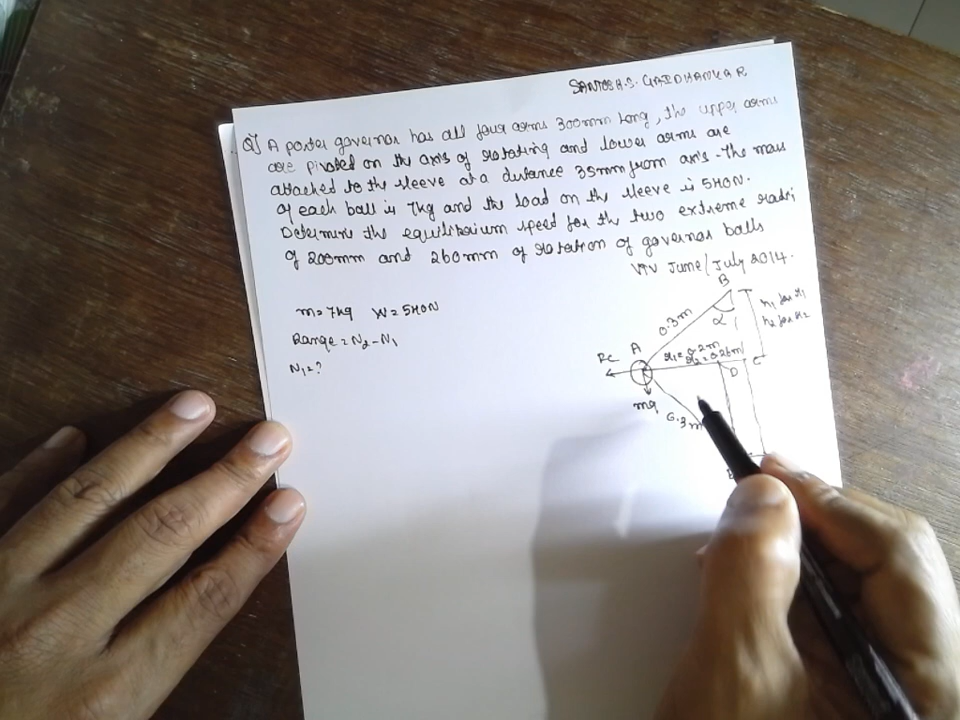 SANTOSH.S. GAIDHANKAR
Q) A porter governor has all four arms 300mm long, the upper arms
are pivoted on the axis of rotating and lower arms are
attached to the sleeve at a distance 35mm from axis. The mass
of each ball is 7kg and the load on the sleeve is 540N.
Determine the equilibrium speed for the two extreme radii
of 200mm and 260mm of rotation of governor balls
VTU June/July 2014.
m=7kg W=540N
Range = N2-N1
N1=?
B
0.3m
α
h1 for r1
h2 for r2
A
r1=0.2m
r2=0.26m
Fc
D
C
mg
0.3m
E